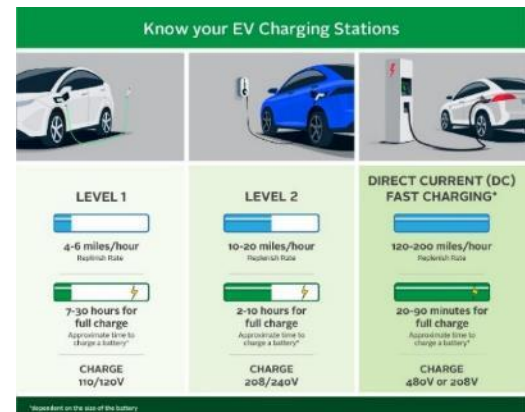 Know your EV Charging Stations
LEVEL 1
4-6 miles/hour
Replenish Rate
7-30 hours for
full charge
Approximate time to
charge a battery*
CHARGE
110/120V
LEVEL 2
10-20 miles/hour
Replenish Rate
2-10 hours for
full charge
Approximate time to
charge a battery*
CHARGE
208/240V
DIRECT CURRENT (DC)
FAST CHARGING*
120-200 miles/hour
Replenish Rate
20-90 minutes for
full charge
Approximate time to
charge a battery*
CHARGE
480V or 208V
*dependent on the size of the battery